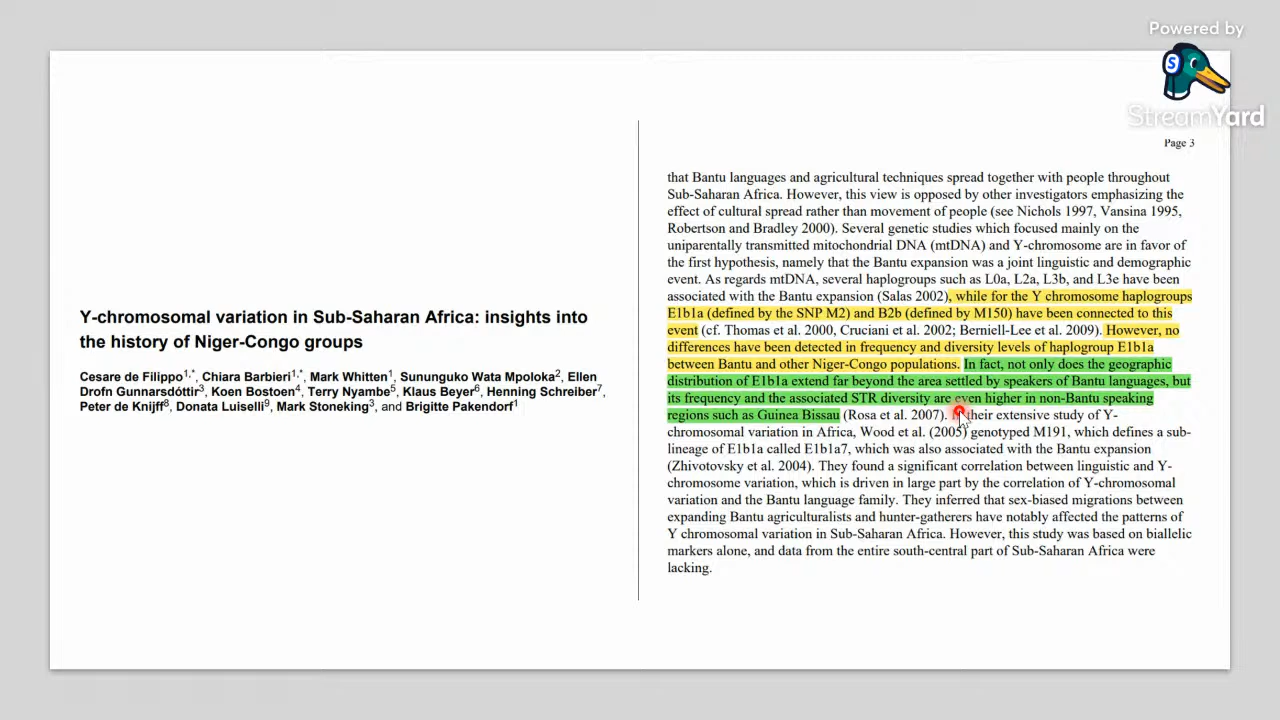 Powered by
StreamYard
Y-chromosomal variation in Sub-Saharan Africa: insights into
the history of Niger-Congo groups
Cesare de Filippo1,*, Chiara Barbieri1,*, Mark Whitten1, Sununguko Wata Mpoloka2, Ellen
Drofn Gunnarsdóttir3, Koen Bostoen4, Terry Nyambe5, Klaus Beyer6, Henning Schreiber7,
Peter de Knijff8, Donata Luiselli9, Mark Stoneking3, and Brigitte Pakendorf1
Page 3
that Bantu languages and agricultural techniques spread together with people throughout
Sub-Saharan Africa. However, this view is opposed by other investigators emphasizing the
effect of cultural spread rather than movement of people (see Nichols 1997, Vansina 1995,
Robertson and Bradley 2000). Several genetic studies which focused mainly on the
uniparentally transmitted mitochondrial DNA (mtDNA) and Y-chromosome are in favor of
the first hypothesis, namely that the Bantu expansion was a joint linguistic and demographic
event. As regards mtDNA, several haplogroups such as L0a, L2a, L3b, and L3e have been
associated with the Bantu expansion (Salas 2002), while for the Y chromosome haplogroups
E1b1a (defined by the SNP M2) and B2b (defined by M150) have been connected to this
event (cf. Thomas et al. 2000, Cruciani et al. 2002; Berniell-Lee et al. 2009). However, no
differences have been detected in frequency and diversity levels of haplogroup E1b1a
between Bantu and other Niger-Congo populations. In fact, not only does the geographic
distribution of E1b1a extend far beyond the area settled by speakers of Bantu languages, but
its frequency and the associated STR diversity are even higher in non-Bantu speaking
regions such as Guinea Bissau (Rosa et al. 2007). In their extensive study of Y-
chromosomal variation in Africa, Wood et al. (2005) genotyped M191, which defines a sub-
lineage of E1b1a called E1b1a7, which was also associated with the Bantu expansion
(Zhivotovsky et al. 2004). They found a significant correlation between linguistic and Y-
chromosome variation, which is driven in large part by the correlation of Y-chromosomal
variation and the Bantu language family. They inferred that sex-biased migrations between
expanding Bantu agriculturalists and hunter-gatherers have notably affected the patterns of
Y chromosomal variation in Sub-Saharan Africa. However, this study was based on biallelic
markers alone, and data from the entire south-central part of Sub-Saharan Africa were
lacking.